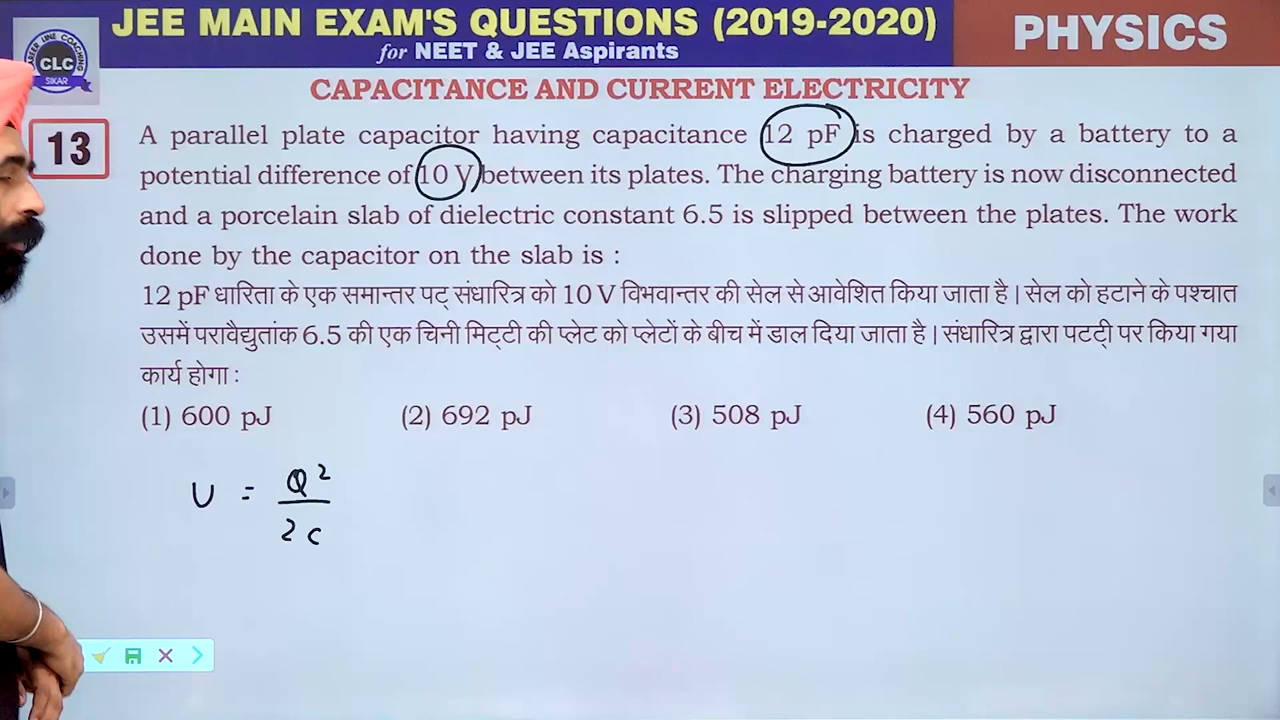 JEE MAIN EXAM'S QUESTIONS (2019-2020)
for NEET & JEE Aspirants
PHYSICS
CLC
SIKAR
CAPACITANCE AND CURRENT ELECTRICITY
13
A parallel plate capacitor having capacitance 12 pF is charged by a battery to a
potential difference of 10 V between its plates. The charging battery is now disconnected
and a porcelain slab of dielectric constant 6.5 is slipped between the plates. The work
done by the capacitor on the slab is :
12 pF धारिता के एक समान्तर पट् संधारित्र को 10 V विभवान्तर की सेल से आवेशित किया जाता है। सेल को हटाने के पश्चात
उसमें परावैद्युतांक 6.5 की एक चिनी मिट्टी की प्लेट को प्लेटों के बीच में डाल दिया जाता है। संधारित्र द्वारा पटटी् पर किया गया
कार्य होगा :
(1) 600 pJ (2) 692 pJ (3) 508 pJ (4) 560 pJ
U = Q²
2C